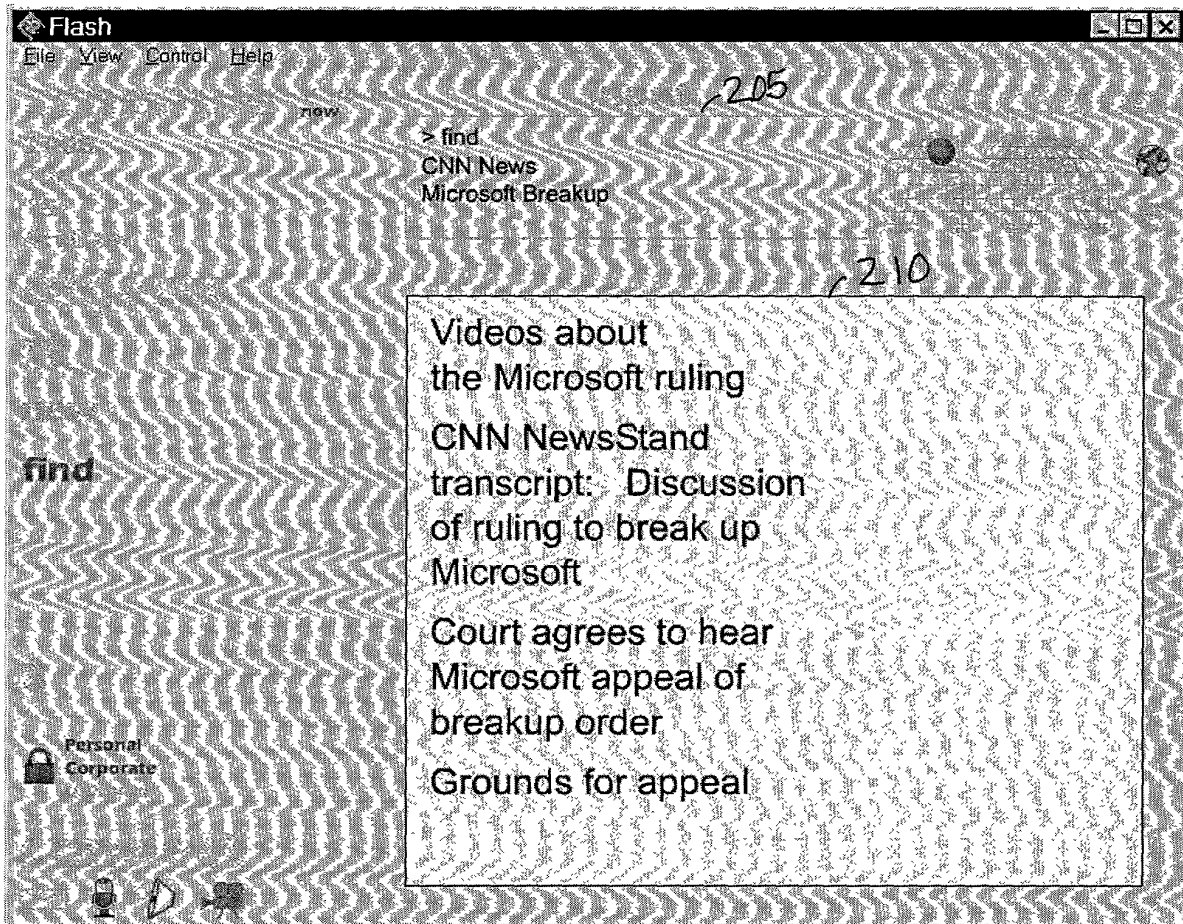 Flash
File View Control Help
205
now
> find
CNN News
Microsoft Breakup
210
Videos about
the Microsoft ruling
CNN NewsStand
transcript: Discussion
of ruling to break up
Microsoft
find
Court agrees to hear
Microsoft appeal of
breakup order
Personal
Corporate
Grounds for appeal